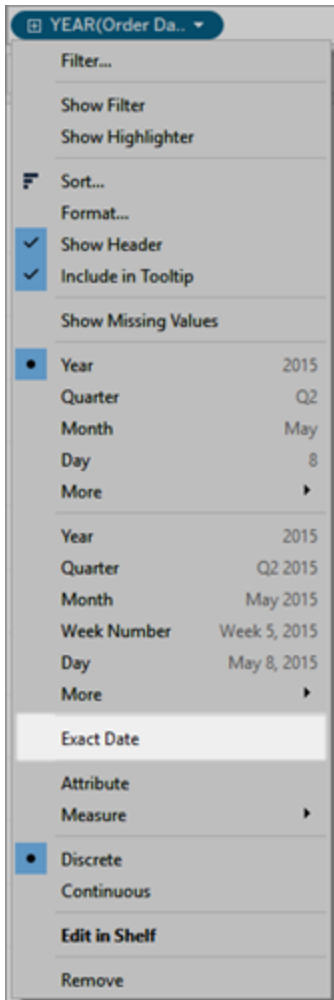 YEAR(Order Da..
Filter...
Show Filter
Show Highlighter
Sort...
Format...
Show Header
Include in Tooltip
Show Missing Values
Year 2015
Quarter Q2
Month May
Day 8
More
Year 2015
Quarter Q2 2015
Month May 2015
Week Number Week 5, 2015
Day May 8, 2015
More
Exact Date
Attribute
Measure
Discrete
Continuous
Edit in Shelf
Remove